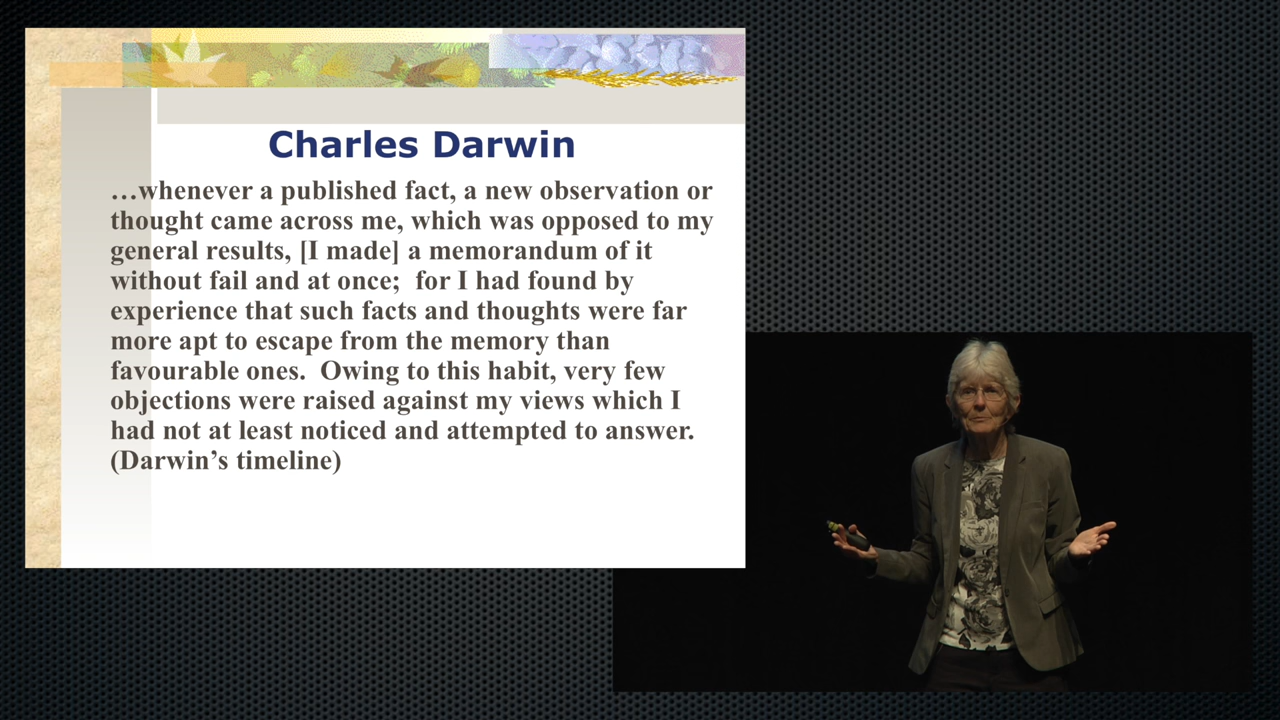 Charles Darwin
…whenever a published fact, a new observation or
thought came across me, which was opposed to my
general results, [I made] a memorandum of it
without fail and at once;  for I had found by
experience that such facts and thoughts were far
more apt to escape from the memory than
favourable ones.  Owing to this habit, very few
objections were raised against my views which I
had not at least noticed and attempted to answer.
(Darwin’s timeline)